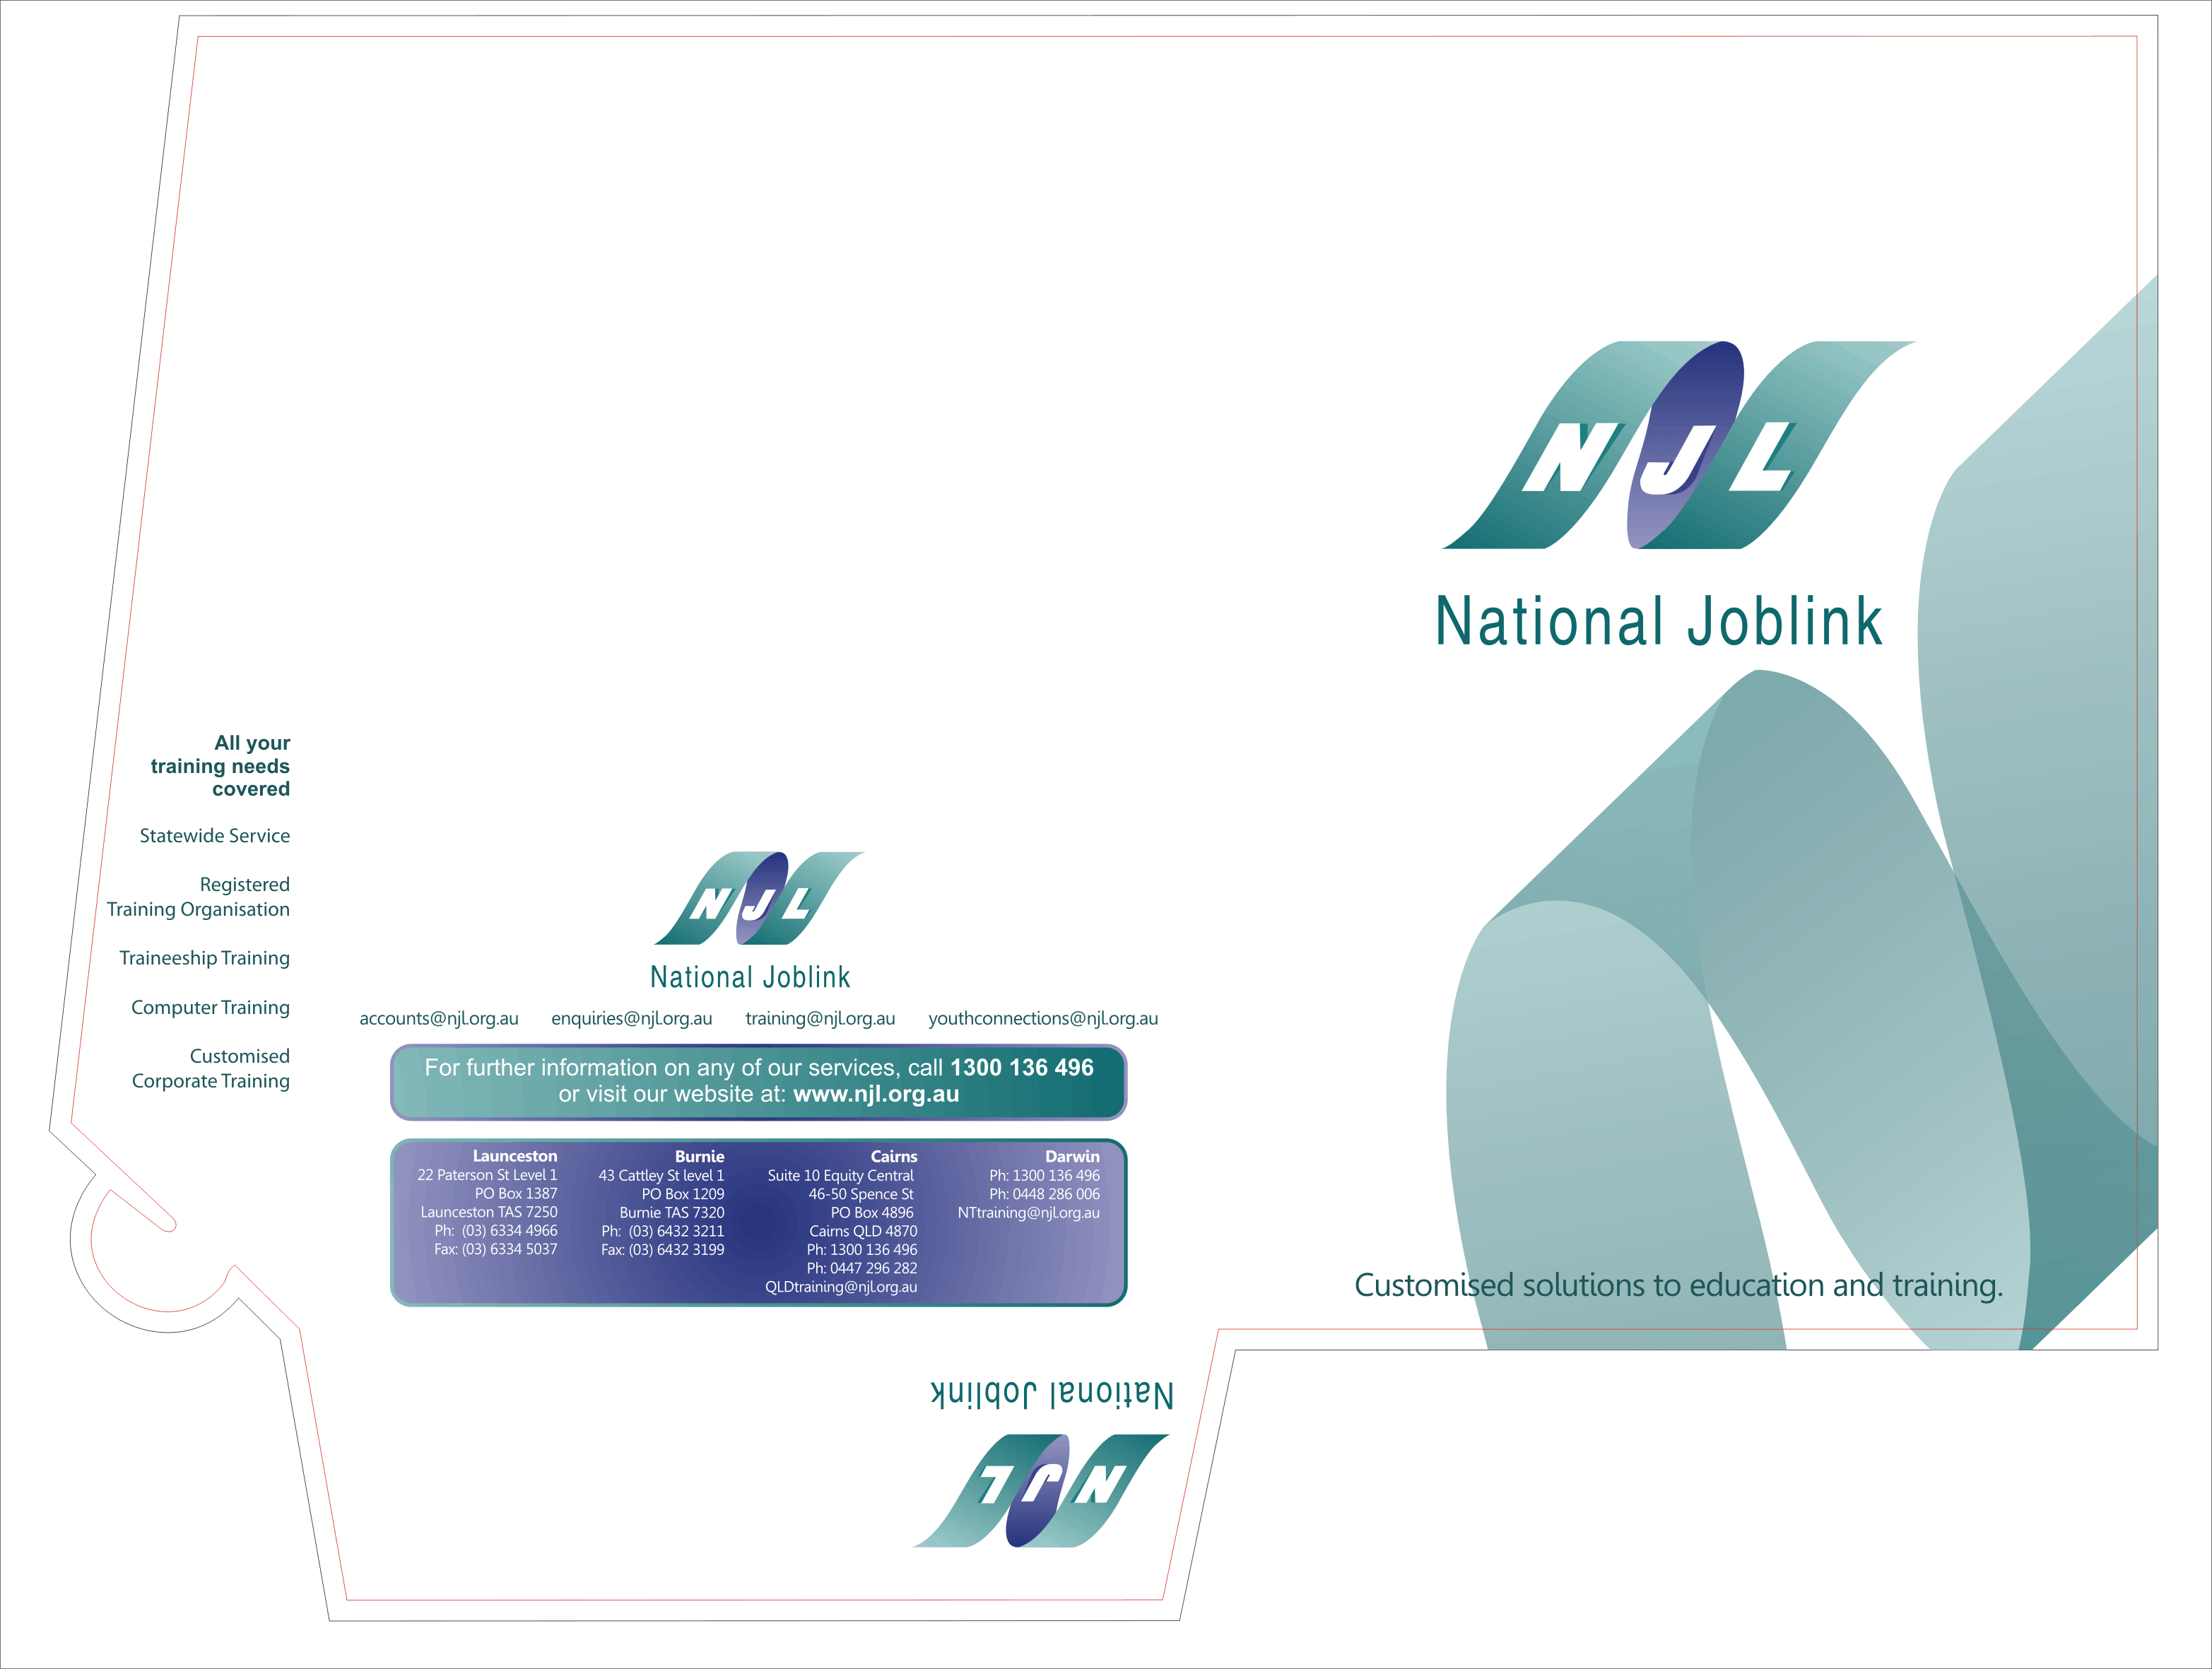 All your
training needs
covered
Statewide Service
Registered
Training Organisation
Traineeship Training
Computer Training
Customised
Corporate Training
NJL
National Joblink
accounts@njl.org.au enquiries@njl.org.au training@njl.org.au youthconnections@njl.org.au
For further information on any of our services, call 1300 136 496
or visit our website at: www.njl.org.au
Launceston
22 Paterson St Level 1
PO Box 1387
Launceston TAS 7250
Ph: (03) 6334 4966
Fax: (03) 6334 5037
Burnie
43 Cattley St level 1
PO Box 1209
Burnie TAS 7320
Ph: (03) 6432 3211
Fax: (03) 6432 3199
Cairns
Suite 10 Equity Central
46-50 Spence St
PO Box 4896
Cairns QLD 4870
Ph: 1300 136 496
Ph: 0447 296 282
QLDtraining@njl.org.au
Darwin
Ph: 1300 136 496
Ph: 0448 286 006
NTtraining@njl.org.au
NJL
National Joblink
NJL
National Joblink
Customised solutions to education and training.